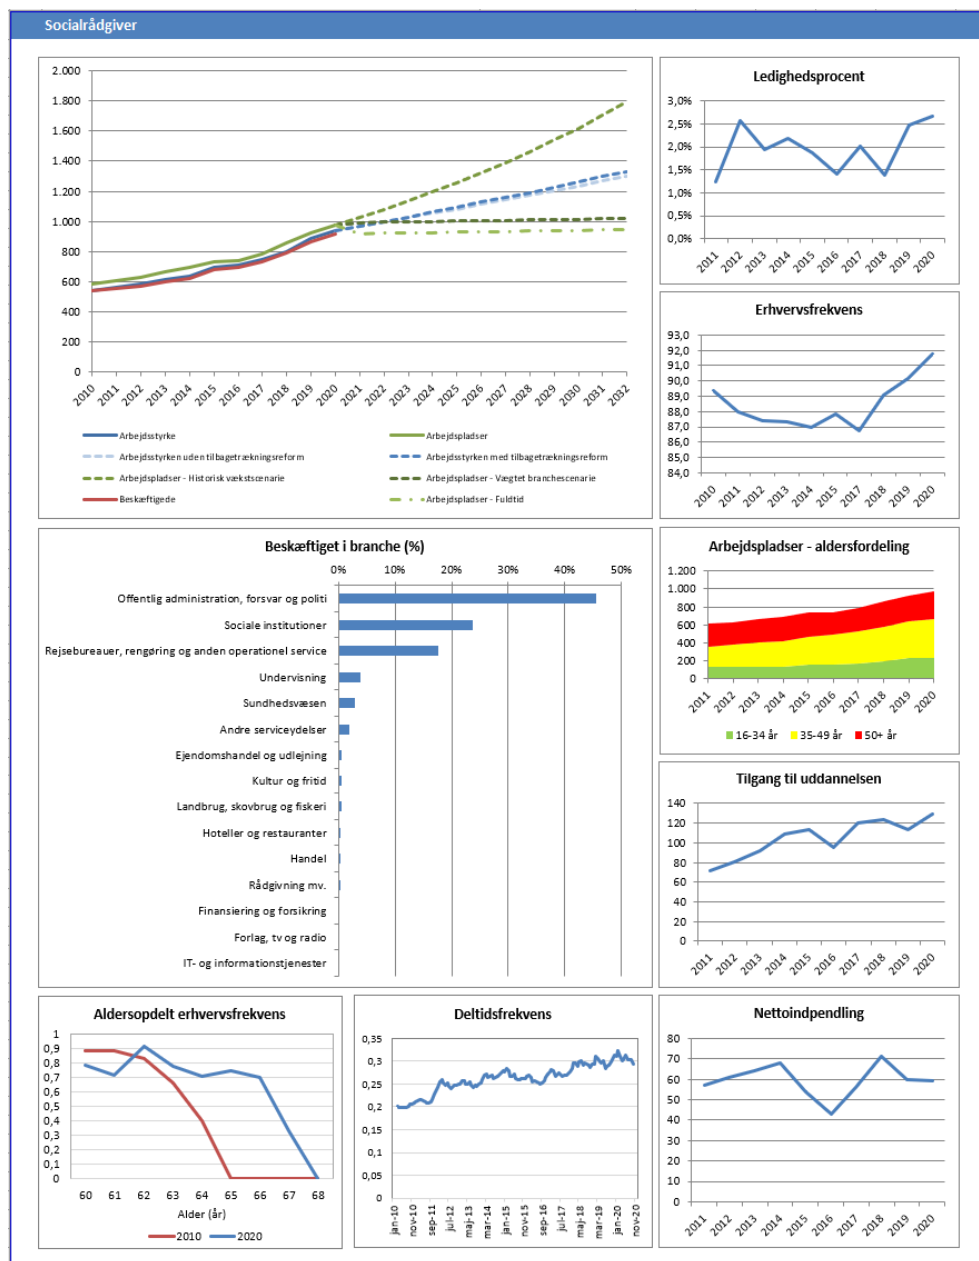 Socialrådgiver
2.000
1.800
1.600
1.400
1.200
1.000
800
600
400
200
0
2010 2011 2012 2013 2014 2015 2016 2017 2018 2019 2020 2021 2022 2023 2024 2025 2026 2027 2028 2029 2030 2031 2032
Arbejdsstyrke Arbejdspladser
Arbejdsstyrken uden tilbagetrækningsreform Arbejdsstyrken med tilbagetrækningsreform
Arbejdspladser - Historisk vækstscenarie Arbejdspladser - Vægtet branchescenarie
Beskæftigede Arbejdspladser - Fuldtid
Ledighedsprocent
3,0%
2,5%
2,0%
1,5%
1,0%
0,5%
0,0%
2011 2012 2013 2014 2015 2016 2017 2018 2019 2020
Erhvervsfrekvens
93,0
92,0
91,0
90,0
89,0
88,0
87,0
86,0
85,0
84,0
2010 2011 2012 2013 2014 2015 2016 2017 2018 2019 2020
Beskæftiget i branche (%)
0% 10% 20% 30% 40% 50%
Offentlig administration, forsvar og politi
Sociale institutioner
Rejsebureauer, rengøring og anden operationel service
Undervisning
Sundhedsvæsen
Andre serviceydelser
Ejendomshandel og udlejning
Kultur og fritid
Landbrug, skovbrug og fiskeri
Hoteller og restauranter
Handel
Rådgivning mv.
Finansiering og forsikring
Forlag, tv og radio
IT- og informationstjenester
Arbejdspladser - aldersfordeling
1.200
1.000
800
600
400
200
0
2011 2012 2013 2014 2015 2016 2017 2018 2019 2020
16-34 år 35-49 år 50+ år
Tilgang til uddannelsen
140
120
100
80
60
40
20
0
2011 2012 2013 2014 2015 2016 2017 2018 2019 2020
Aldersopdelt erhvervsfrekvens
1
0,9
0,8
0,7
0,6
0,5
0,4
0,3
0,2
0,1
0
60 61 62 63 64 65 66 67 68
Alder (år)
2010 2020
Deltidsfrekvens
0,35
0,3
0,25
0,2
0,15
0,1
0,05
0
jan-10 nov-10 sep-11 jul-12 maj-13 mar-14 jan-15 nov-15 sep-16 jul-17 maj-18 mar-19 jan-20 nov-20
Nettoindpendling
80
70
60
50
40
30
20
10
0
2011 2012 2013 2014 2015 2016 2017 2018 2019 2020